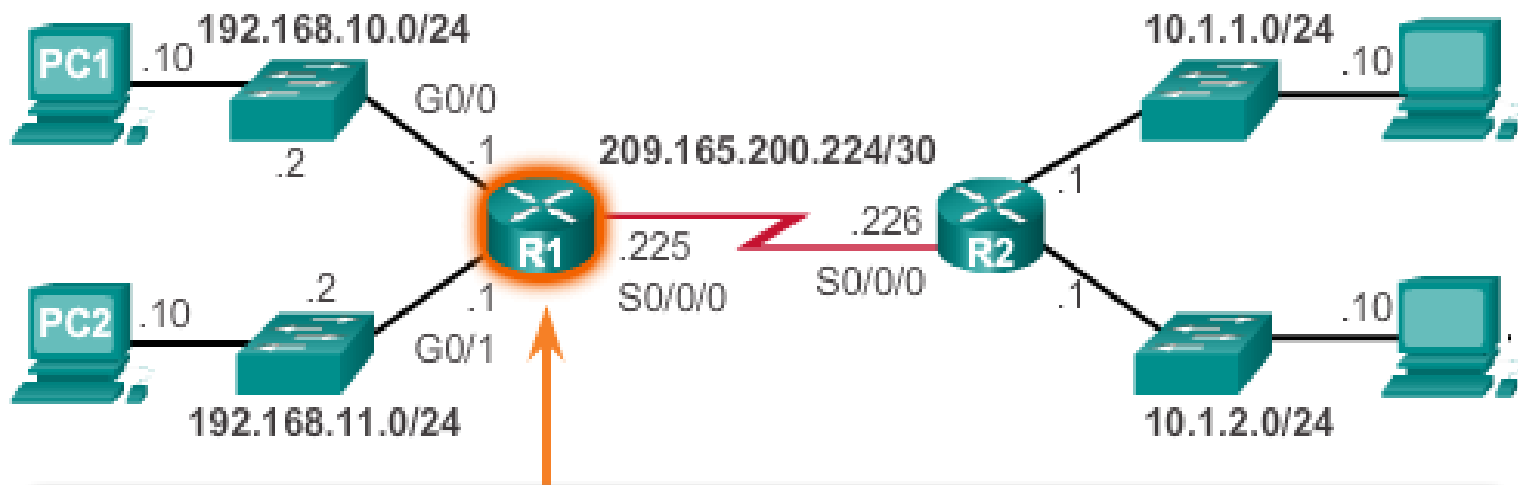 192.168.10.0/24
10.1.1.0/24
PC1
.10
.10
G0/0
.1
209.165.200.224/30
.2
.1
.226
R1
.225
R2
S0/0/0
S0/0/0
.2
.1
.1
PC2
.10
.10
G0/1
192.168.11.0/24
10.1.2.0/24